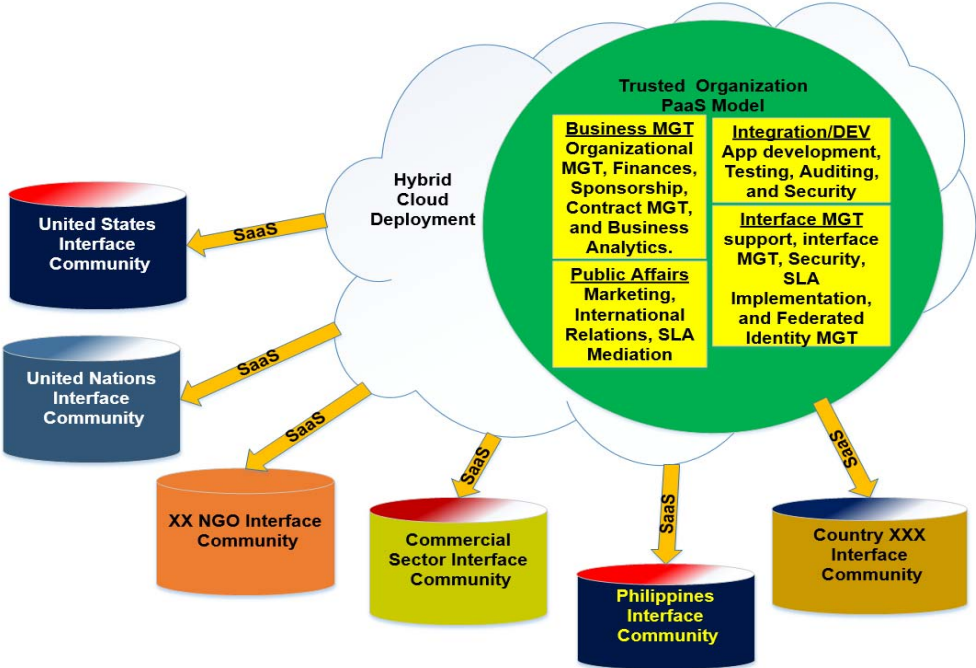 Trusted Organization
PaaS Model
Business MGT
Organizational
MGT, Finances,
Sponsorship,
Contract MGT,
and Business
Analytics.
Integration/DEV
App development,
Testing, Auditing,
and Security
Public Affairs
Marketing,
International
Relations, SLA
Mediation
Interface MGT
support, interface
MGT, Security,
SLA
Implementation,
and Federated
Identity MGT
Hybrid
Cloud
Deployment
SaaS
United States
Interface
Community
SaaS
United Nations
Interface
Community
SaaS
XX NGO Interface
Community
SaaS
Commercial
Sector Interface
Community
SaaS
Philippines
Interface
Community
SaaS
Country XXX
Interface
Community